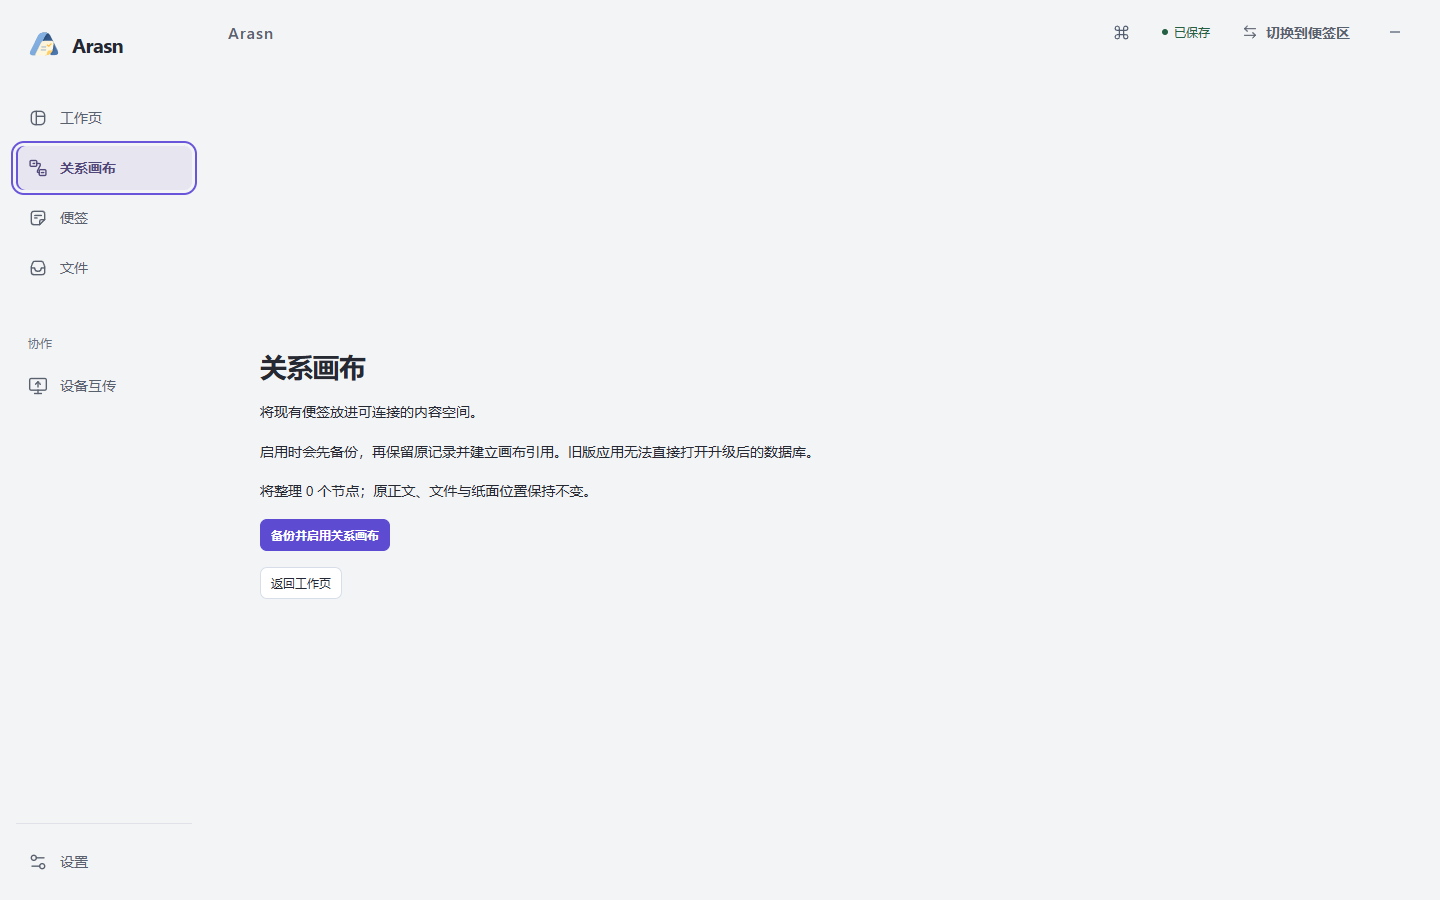 Arasn
Arasn
已保存
切换到便签区
工作页
关系画布
便签
文件
协作
设备互传
关系画布
将现有便签放进可连接的内容空间。
启用时会先备份，再保留原记录并建立画布引用。旧版应用无法直接打开升级后的数据库。
将整理 0 个节点；原正文、文件与纸面位置保持不变。
备份并启用关系画布
返回工作页
设置